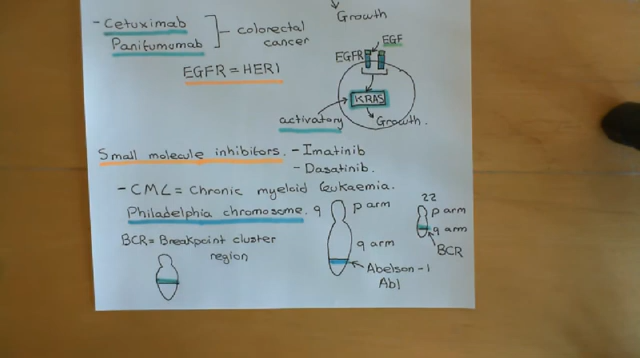 Growth
- Cetuximab
Panitumumab
colorectal
cancer
EGFR = HER1
EGF
EGFR
KRAS
activatory
Growth.
Small molecule inhibitors. - Imatinib
- Dasatinib.
- CML = Chronic myeloid leukaemia.
Philadelphia chromosome.
9
p arm
q arm
Abelson-1
Abl
22
p arm
q arm
BCR
BCR = Breakpoint cluster
region